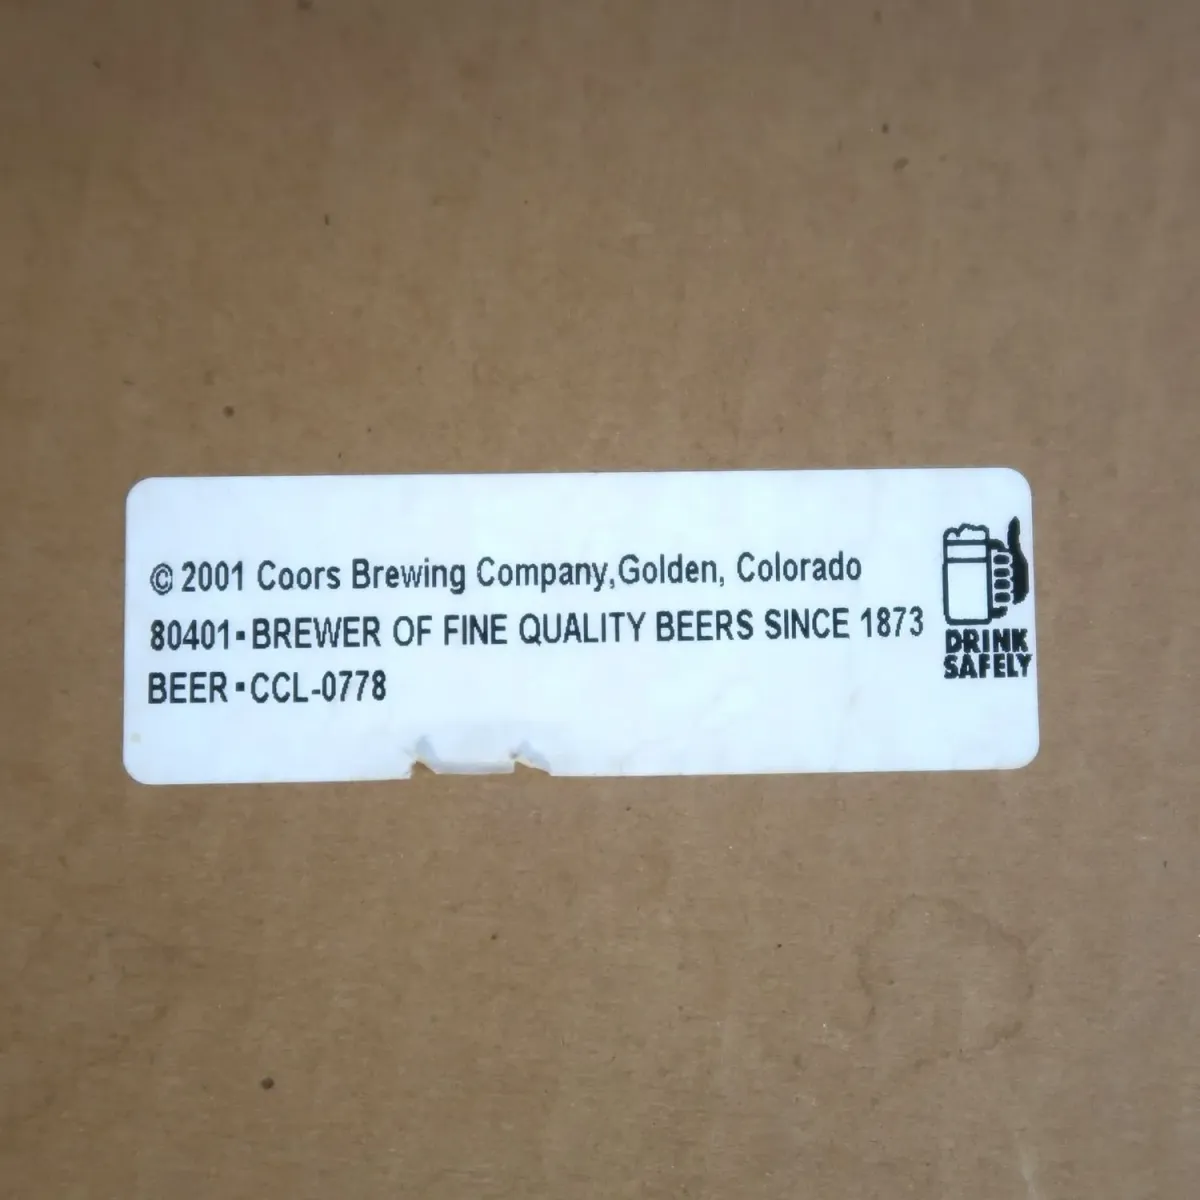 © 2001 Coors Brewing Company,Golden, Colorado
80401▪BREWER OF FINE QUALITY BEERS SINCE 1873
BEER▪CCL-0778
DRINK
SAFELY